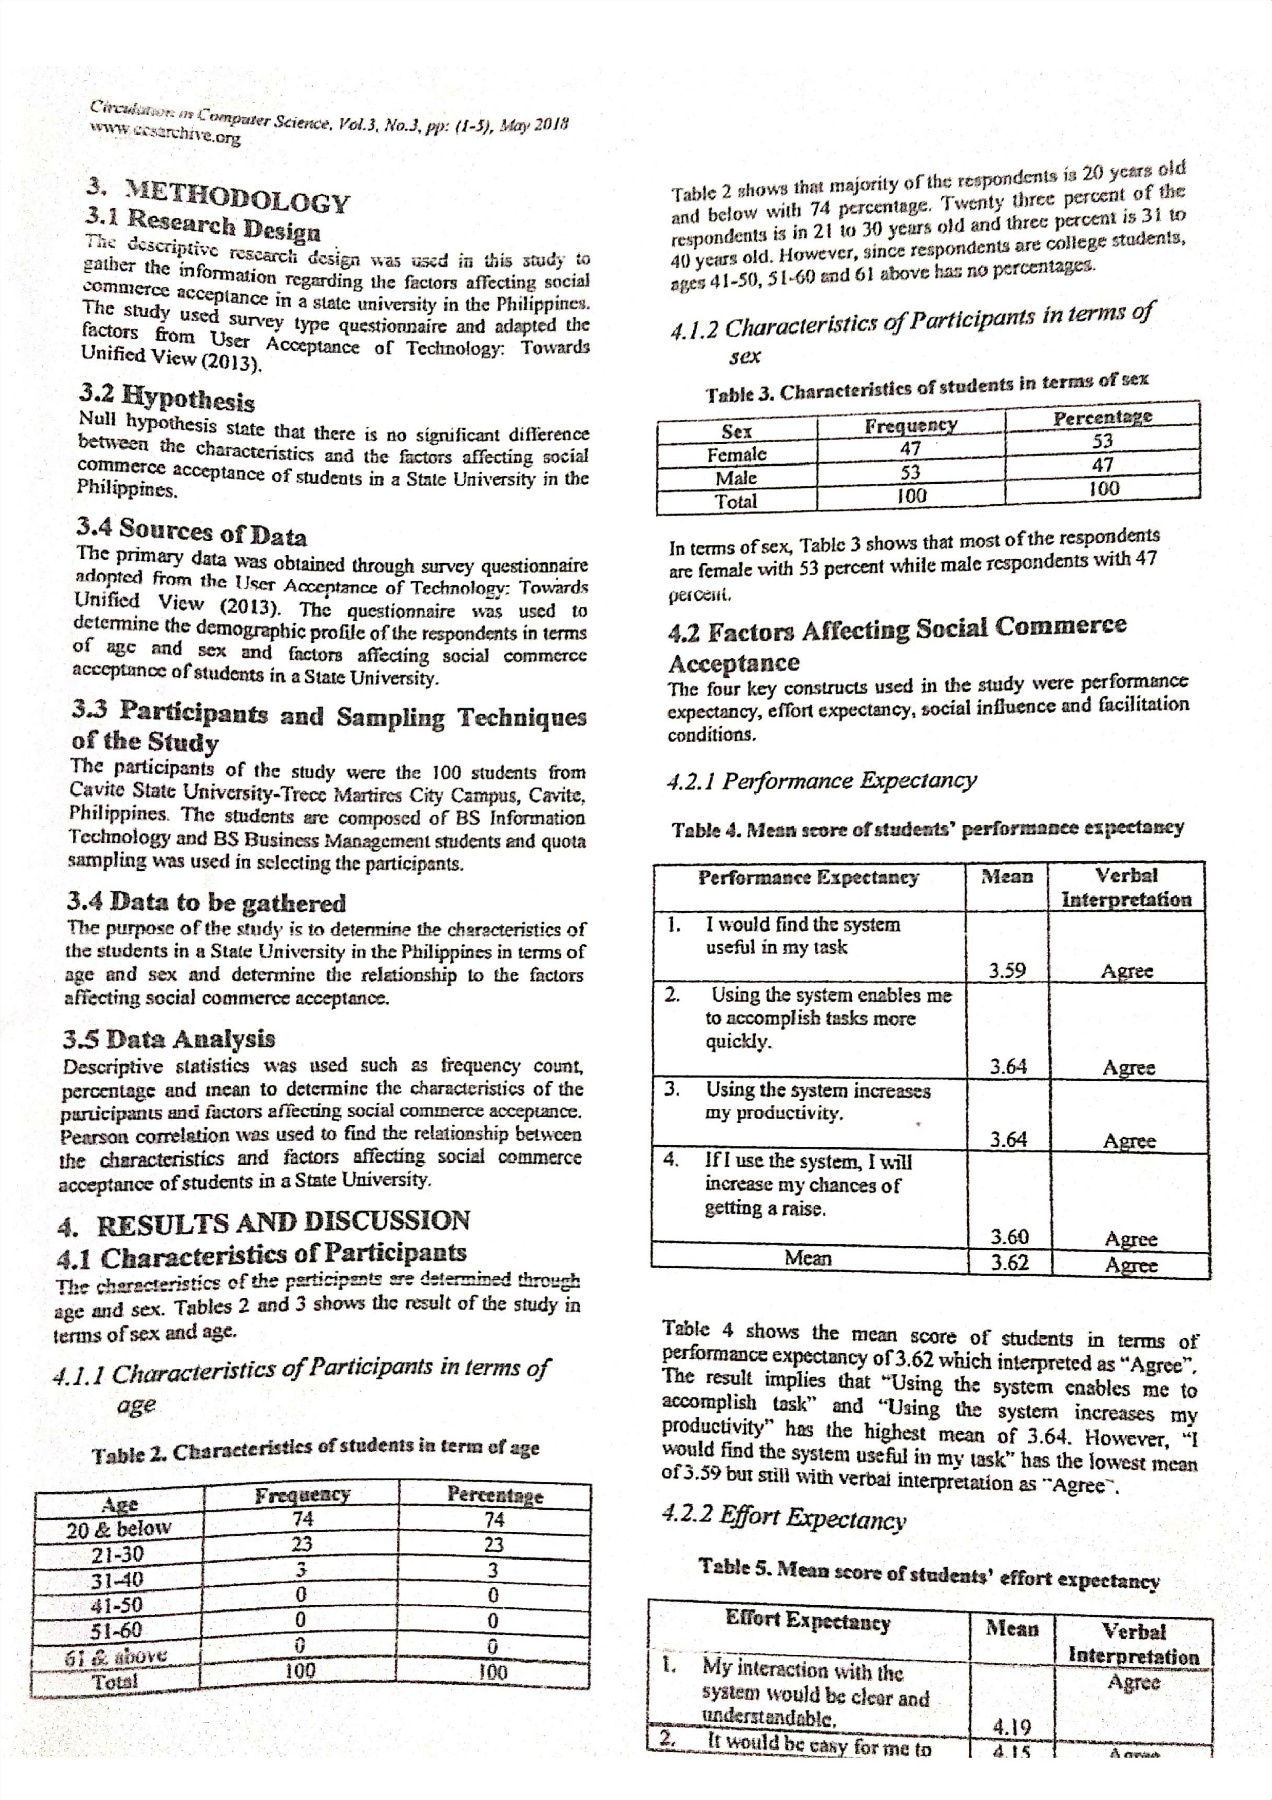 Circulation in Computer Science, Vol.3, No.3, pp: (1-5), May 2018
www.ccsarchive.org
3. METHODOLOGY
3.1 Research Design
The descriptive research design was used in this study to
gather the information regarding the factors affecting social
commerce acceptance in a state university in the Philippines.
The study used survey type questionnaire and adapted the
factors from User Acceptance of Technology: Towards
Unified View (2013).
3.2 Hypothesis
Null hypothesis state that there is no significant difference
between the characteristics and the factors affecting social
commerce acceptance of students in a State University in the
Philippines.
3.4 Sources of Data
The primary data was obtained through survey questionnaire
adopted from the User Acceptance of Technology: Towards
Unified View (2013). The questionnaire was used to
determine the demographic profile of the respondents in terms
of age and sex and factors affecting social commerce
acceptance of students in a State University.
3.3 Participants and Sampling Techniques
of the Study
The participants of the study were the 100 students from
Cavite State University-Trece Martires City Campus, Cavite,
Philippines. The students are composed of BS Information
Technology and BS Business Management students and quota
sampling was used in selecting the participants.
3.4 Data to be gathered
The purpose of the study is to determine the characteristics of
the students in a State University in the Philippines in terms of
age and sex and determine the relationship to the factors
affecting social commerce acceptance.
3.5 Data Analysis
Descriptive statistics was used such as frequency count,
percentage and mean to determine the characteristics of the
participants and factors affecting social commerce acceptance.
Pearson correlation was used to find the relationship between
the characteristics and factors affecting social commerce
acceptance of students in a State University.
4. RESULTS AND DISCUSSION
4.1 Characteristics of Participants
The characteristics of the participants are determined through
age and sex. Tables 2 and 3 shows the result of the study in
terms of sex and age.
4.1.1 Characteristics of Participants in terms of
age
Table 2. Characteristics of students in term of age
Age Frequency Percentage
20 & below 74 74
21-30 23 23
31-40 3 3
41-50 0 0
51-60 0 0
61 & above 0 0
Total 100 100
Table 2 shows that majority of the respondents is 20 years old
and below with 74 percentage. Twenty three percent of the
respondents is in 21 to 30 years old and three percent is 31 to
40 years old. However, since respondents are college students,
ages 41-50, 51-60 and 61 above has no percentages.
4.1.2 Characteristics of Participants in terms of
sex
Table 3. Characteristics of students in terms of sex
Sex Frequency Percentage
Female 47 53
Male 53 47
Total 100 100
In terms of sex, Table 3 shows that most of the respondents
are female with 53 percent while male respondents with 47
percent.
4.2 Factors Affecting Social Commerce
Acceptance
The four key constructs used in the study were performance
expectancy, effort expectancy, social influence and facilitation
conditions.
4.2.1 Performance Expectancy
Table 4. Mean score of students' performance expectancy
Performance Expectancy Mean Verbal
Interpretation
1. I would find the system
useful in my task
3.59 Agree
2. Using the system enables me
to accomplish tasks more
quickly.
3.64 Agree
3. Using the system increases
my productivity.
3.64 Agree
4. If I use the system, I will
increase my chances of
getting a raise.
3.60 Agree
Mean 3.62 Agree
Table 4 shows the mean score of students in terms of
performance expectancy of 3.62 which interpreted as "Agree".
The result implies that "Using the system enables me to
accomplish task" and "Using the system increases my
productivity" has the highest mean of 3.64. However, "I
would find the system useful in my task" has the lowest mean
of 3.59 but still with verbal interpretation as "Agree".
4.2.2 Effort Expectancy
Table 5. Mean score of students' effort expectancy
Effort Expectancy Mean Verbal
Interpretation
1. My interaction with the Agree
system would be clear and
understandable.
4.19
2. It would be easy for me to 4.15 Agree